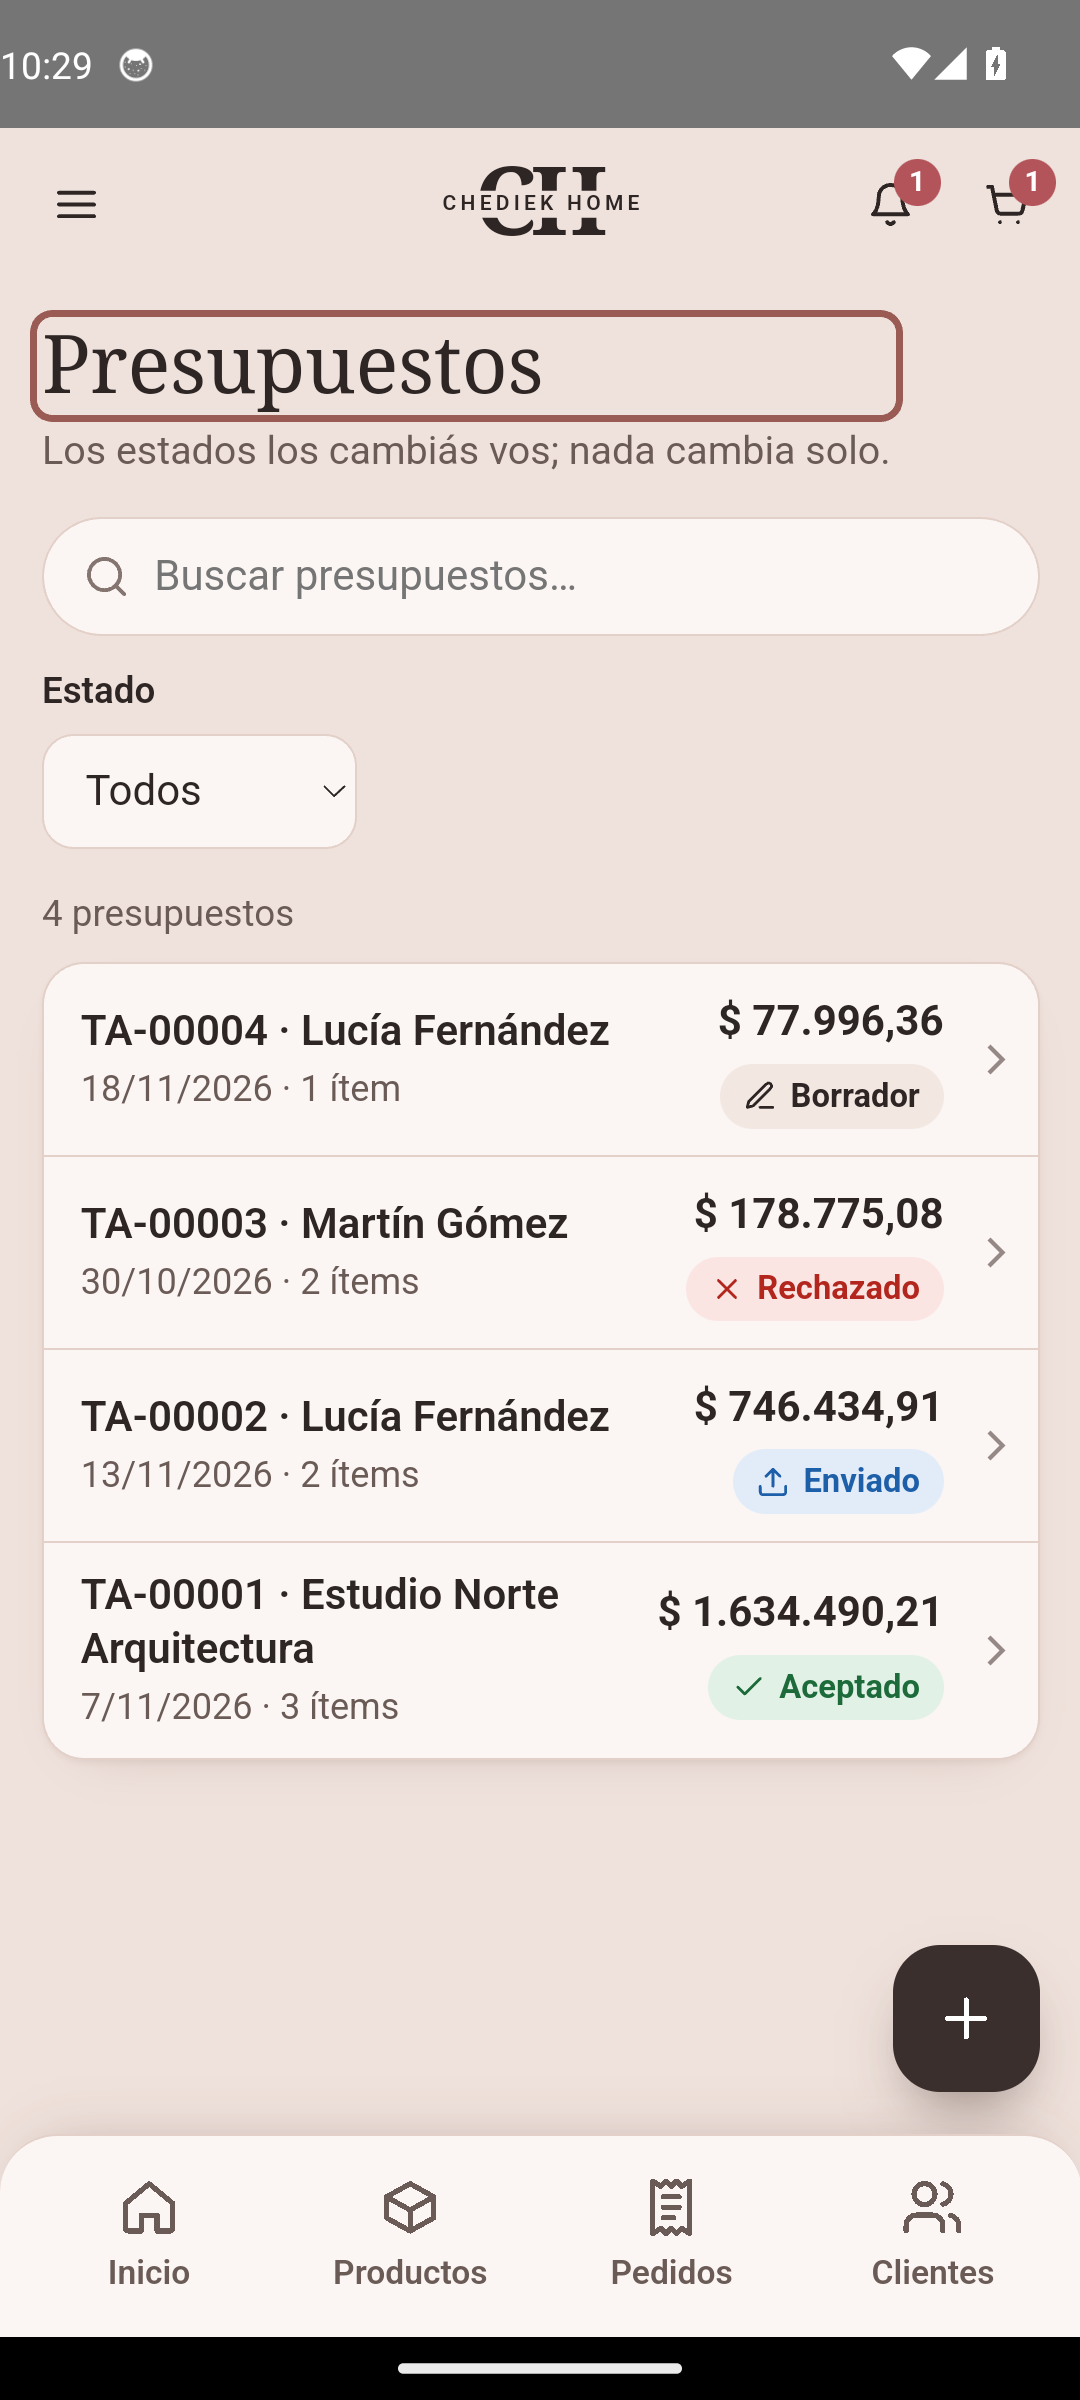 10:29
CH
CHEDIEK HOME
1
1
Presupuestos
Los estados los cambiás vos; nada cambia solo.
Buscar presupuestos…
Estado
Todos
4 presupuestos
TA-00004 · Lucía Fernández
$ 77.996,36
18/11/2026 · 1 ítem
Borrador
TA-00003 · Martín Gómez
$ 178.775,08
30/10/2026 · 2 ítems
Rechazado
TA-00002 · Lucía Fernández
$ 746.434,91
13/11/2026 · 2 ítems
Enviado
TA-00001 · Estudio Norte
Arquitectura
$ 1.634.490,21
7/11/2026 · 3 ítems
Aceptado
Inicio
Productos
Pedidos
Clientes